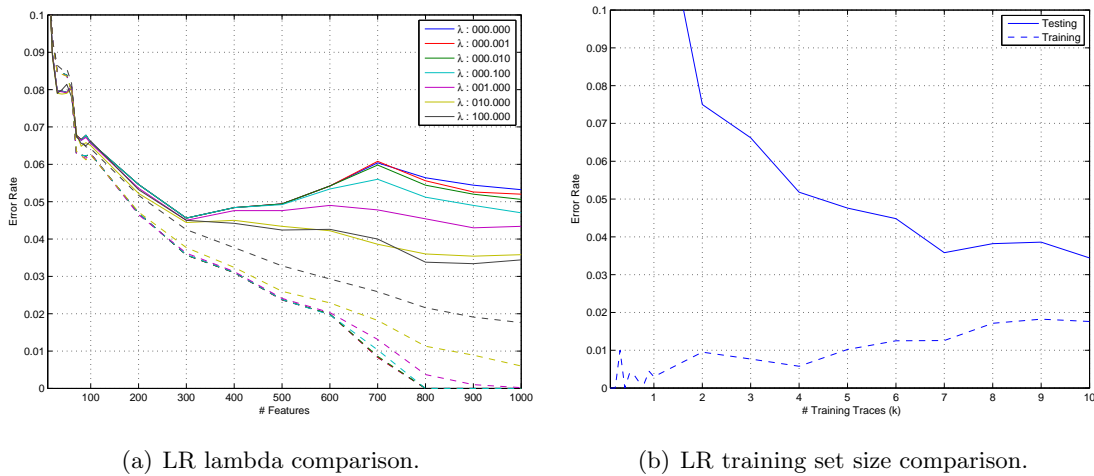 0.1
0.09
0.08
0.07
0.06
0.05
0.04
0.03
0.02
0.01
0
Error Rate
100 200 300 400 500 600 700 800 900 1000
# Features
λ : 000.000
λ : 000.001
λ : 000.010
λ : 000.100
λ : 001.000
λ : 010.000
λ : 100.000
(a) LR lambda comparison.
0.1
0.09
0.08
0.07
0.06
0.05
0.04
0.03
0.02
0.01
0
Error Rate
1 2 3 4 5 6 7 8 9 10
# Training Traces (k)
Testing
Training
(b) LR training set size comparison.